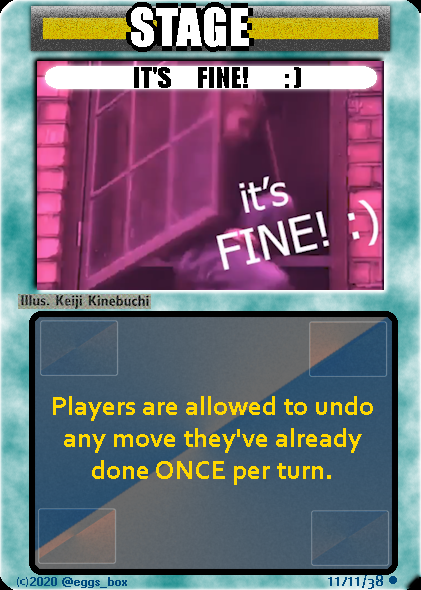 STAGE
IT'S FINE! :)
it's
FINE! :)
Illus. Keiji Kinebuchi
Players are allowed to undo
any move they've already
done ONCE per turn.
(c)2020 @eggs_box
11/11/38